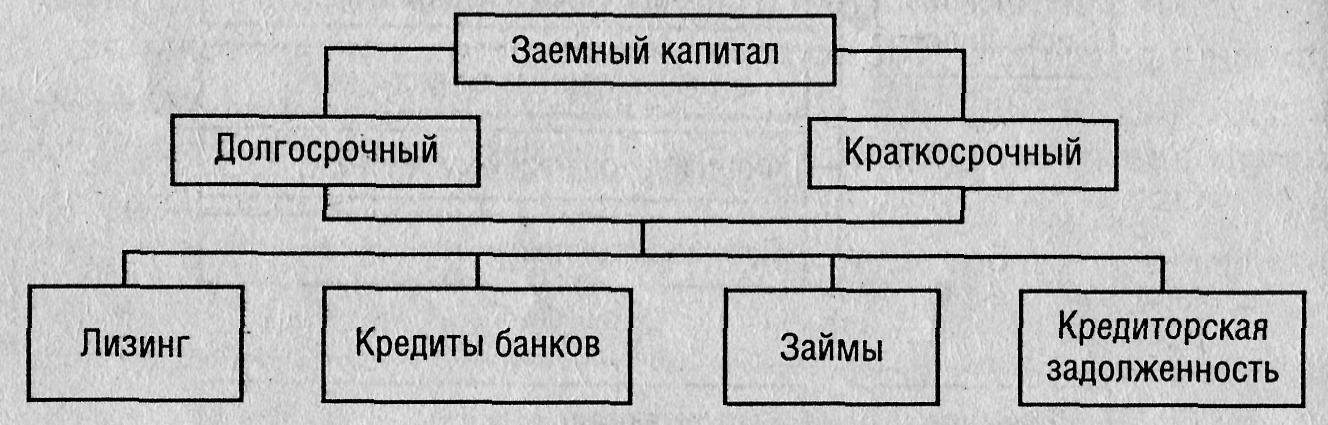 Заемный капитал
Долгосрочный
Краткосрочный
Лизинг
Кредиты банков
Займы
Кредиторская
задолженность